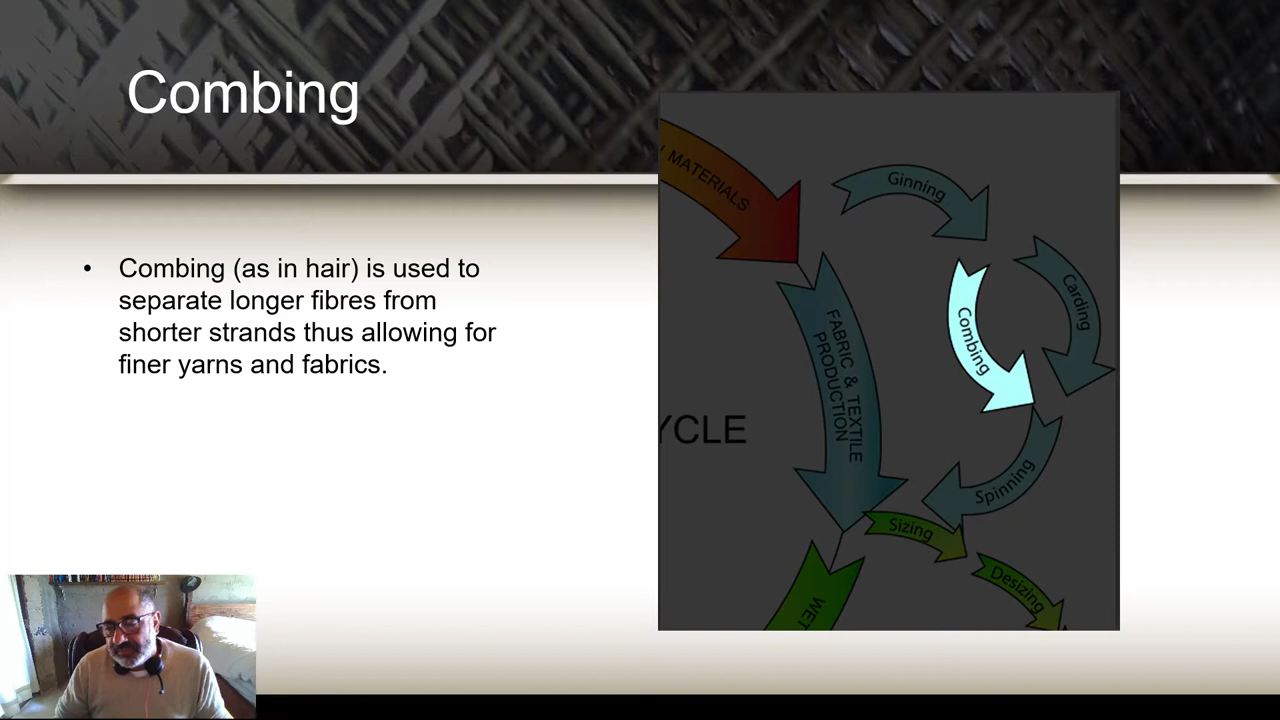 Combing
• Combing (as in hair) is used to
separate longer fibres from
shorter strands thus allowing for
finer yarns and fabrics.
MATERIALS
Ginning
Carding
Combing
FABRIC & TEXTILE
PRODUCTION
YCLE
Spinning
Sizing
Desizing
WET